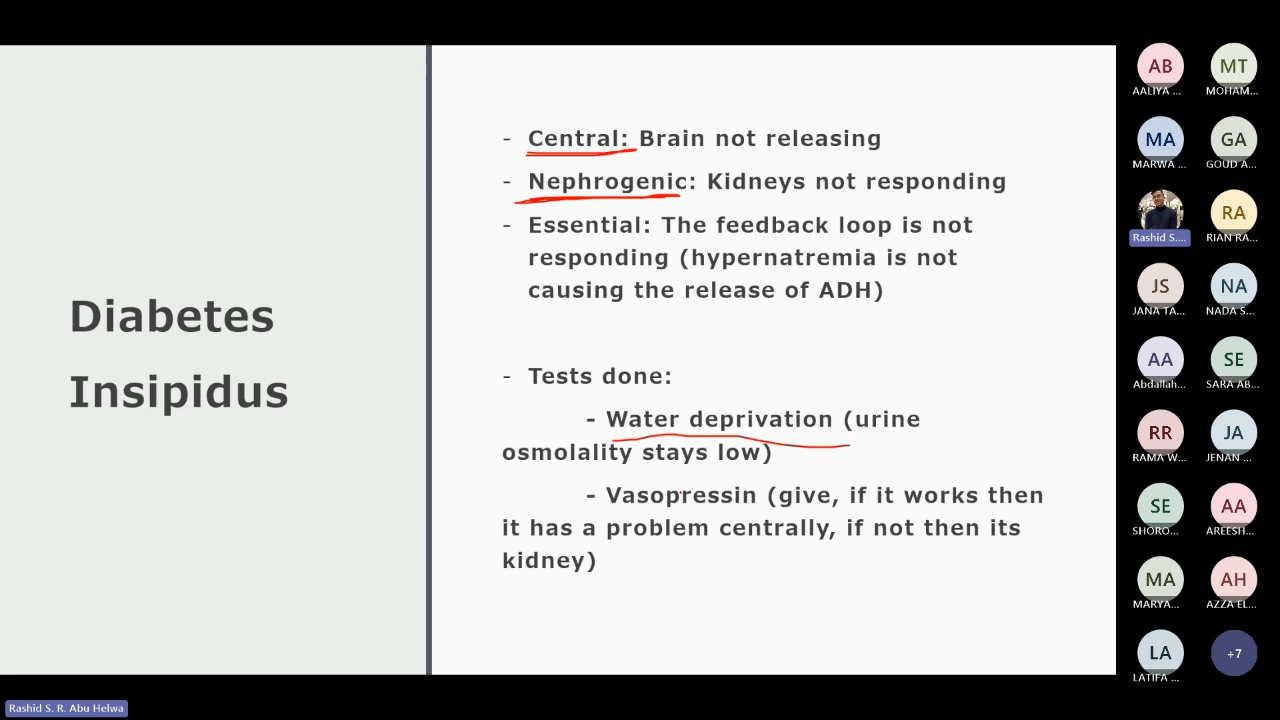 Diabetes
Insipidus
- Central: Brain not releasing
- Nephrogenic: Kidneys not responding
- Essential: The feedback loop is not
responding (hypernatremia is not
causing the release of ADH)
- Tests done:
- Water deprivation (urine
osmolality stays low)
- Vasopressin (give, if it works then
it has a problem centrally, if not then its
kidney)
AB MT
AALIYA ... MOHAM...
MA GA
MARWA ... GOUD A...
RA
Rashid S.... RIAN RA...
JS NA
JANA TA... NADA S...
AA SE
Abdallah... SARA AB...
RR JA
RAMA W... JENAN ...
SE AA
SHORO... AREESH...
MA AH
MARYA... AZZA EL...
LA +7
LATIFA ...
Rashid S. R. Abu Helwa